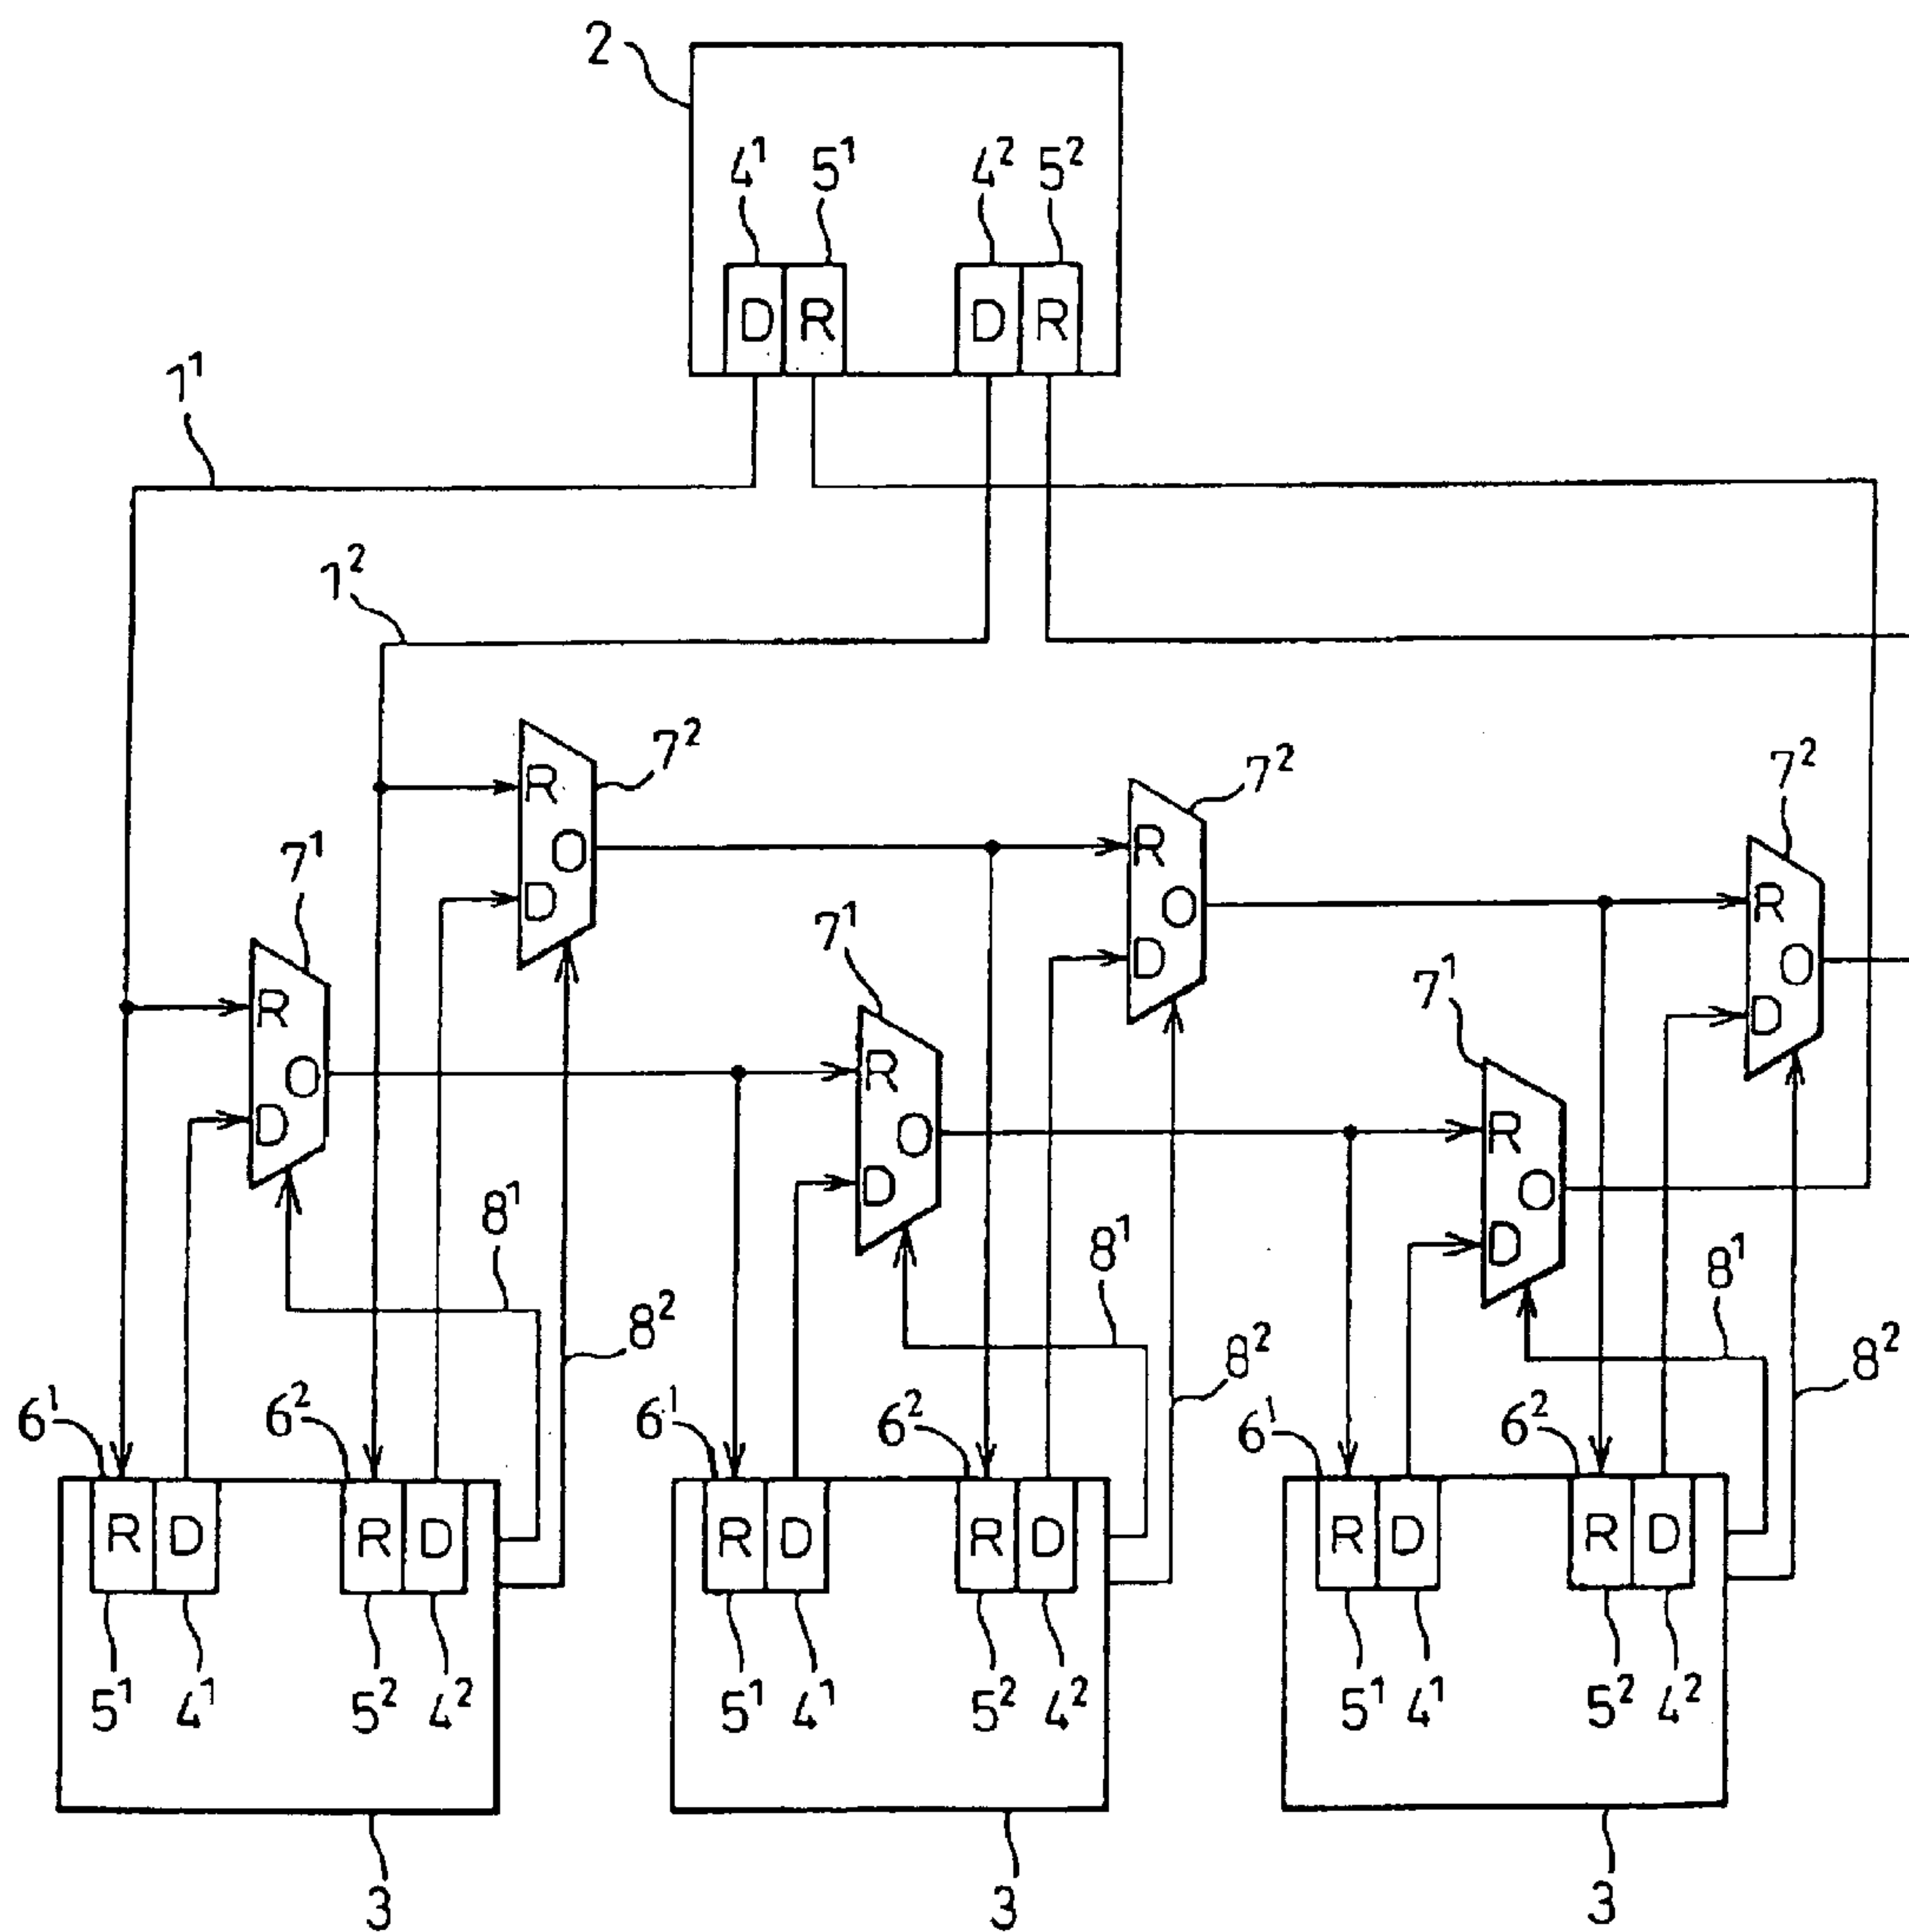 2
4¹ 5¹ 4² 5²
D R D R
1¹
1²
R O D 7²
R O D 7²
R O D 7²
R O D 7¹
R O D 7¹
R O D 7¹
8¹ 8¹ 8¹
8² 8² 8²
6¹ 6² 6¹ 6² 6¹ 6²
R D R D R D R D R D R D
5¹ 4¹ 5² 4² 5¹ 4¹ 5² 4² 5¹ 4¹ 5² 4²
3 3 3